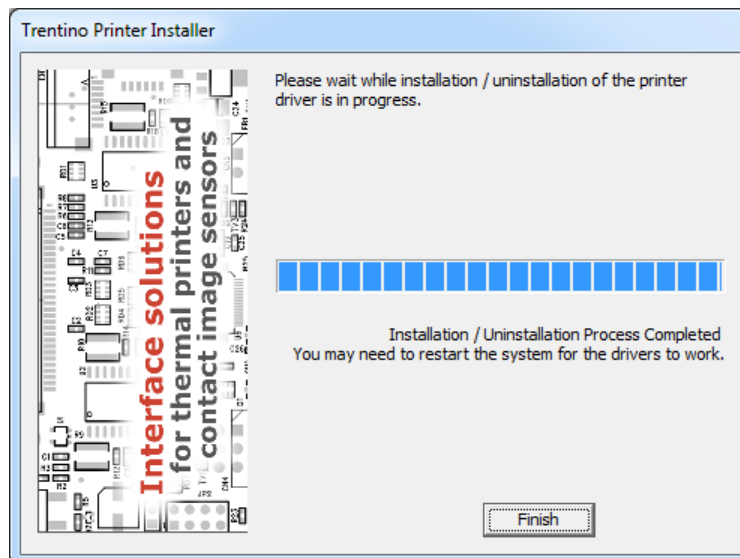 Trentino Printer Installer
Please wait while installation / uninstallation of the printer
driver is in progress.
Interface solutions
for thermal printers and
contact image sensors
Installation / Uninstallation Process Completed
You may need to restart the system for the drivers to work.
Finish